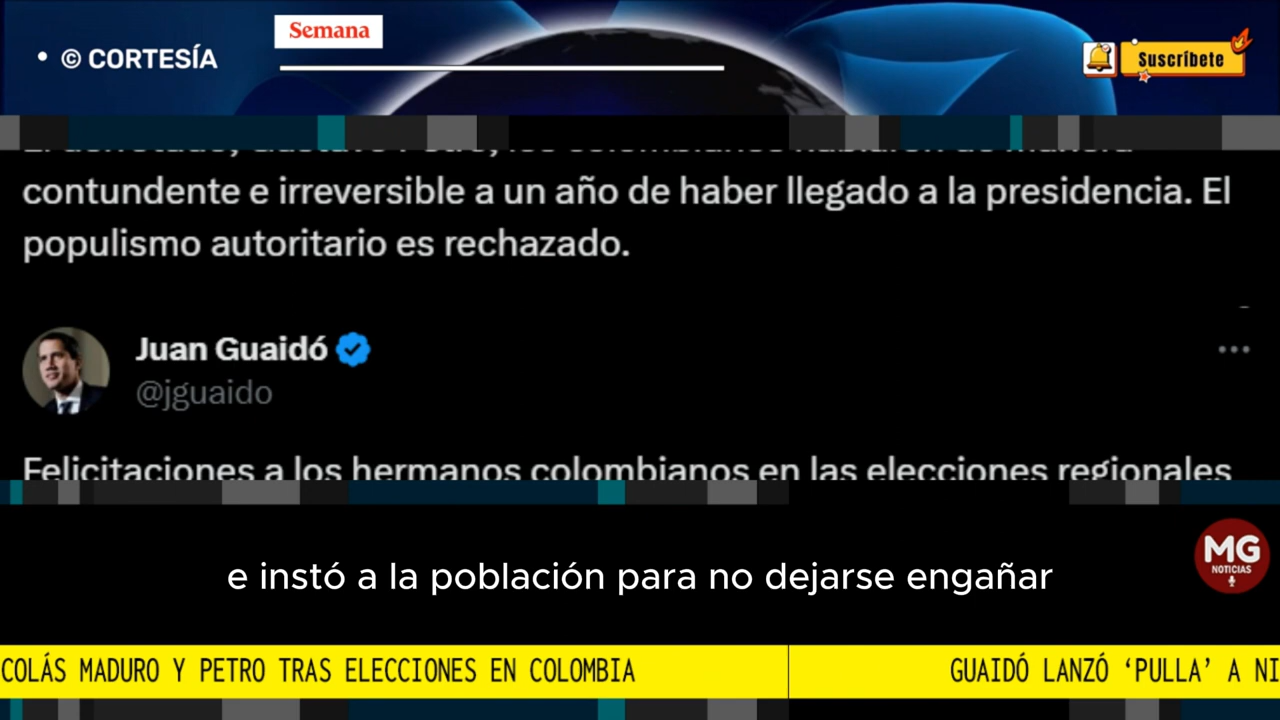 Semana
• © CORTESÍA
Suscríbete
contundente e irreversible a un año de haber llegado a la presidencia. El
populismo autoritario es rechazado.
Juan Guaidó
@jguaido
Felicitaciones a los hermanos colombianos en las elecciones regionales
e instó a la población para no dejarse engañar
MG
NOTICIAS
COLÁS MADURO Y PETRO TRAS ELECCIONES EN COLOMBIA
GUAIDÓ LANZÓ ‘PULLA’ A NI